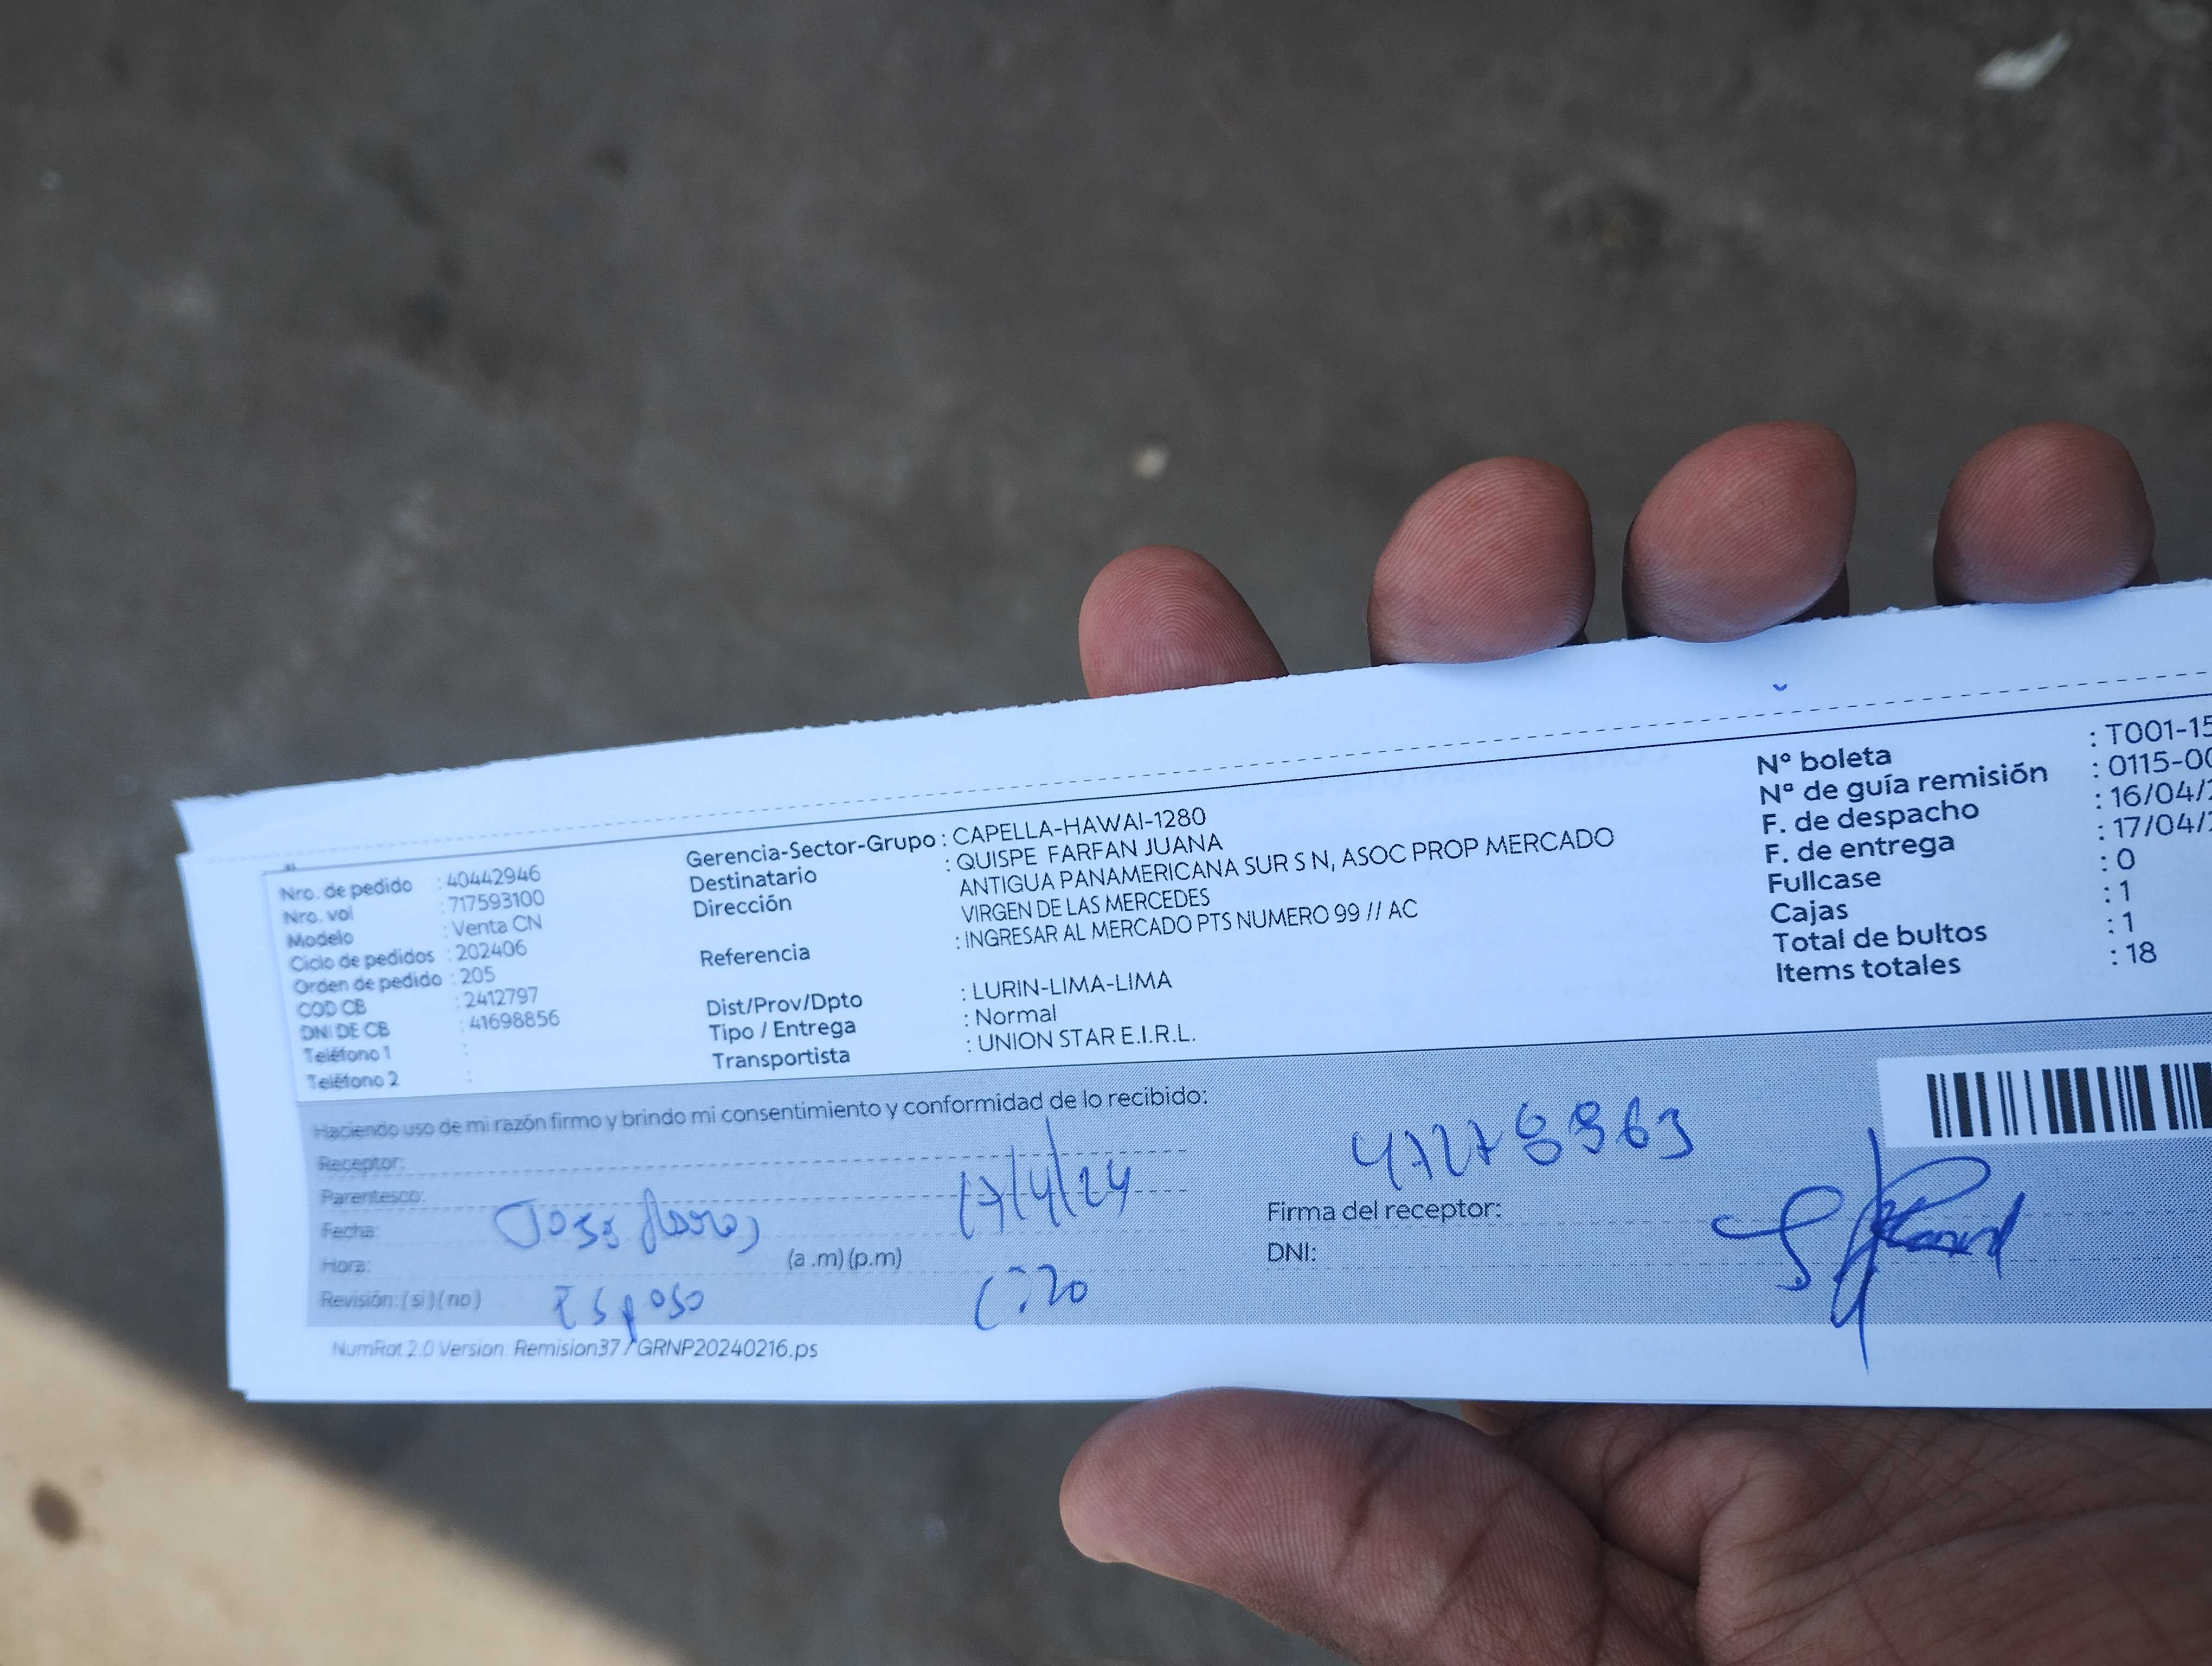 Nro. de pedido : 40442946
Nro. vol : 717593100
Modelo : Venta CN
Ciclo de pedidos : 202406
Orden de pedido : 205
COD CB : 2412797
DNI DE CB : 41698856
Teléfono 1 :
Teléfono 2 :
Gerencia-Sector-Grupo : CAPELLA-HAWAI-1280
Destinatario : QUISPE FARFAN JUANA
Dirección ANTIGUA PANAMERICANA SUR S N, ASOC PROP MERCADO
VIRGEN DE LAS MERCEDES
Referencia : INGRESAR AL MERCADO PTS NUMERO 99 // AC
Dist/Prov/Dpto : LURIN-LIMA-LIMA
Tipo / Entrega : Normal
Transportista : UNION STAR E.I.R.L.
Nº boleta : T001-15
Nº de guía remisión : 0115-00
F. de despacho : 16/04/2
F. de entrega : 17/04/2
Fullcase : 0
Cajas : 1
Total de bultos : 1
Items totales : 18
Haciendo uso de mi razón firmo y brindo mi consentimiento y conformidad de lo recibido:
Receptor:
Parentesco:
Fecha:
Hora: (a .m) (p.m)
Revisión: ( si ) ( no )
17/4/24
Esposo
Firma del receptor:
DNI:
NumRot 2.0 Version: Remision37 / GRNP20240216.ps